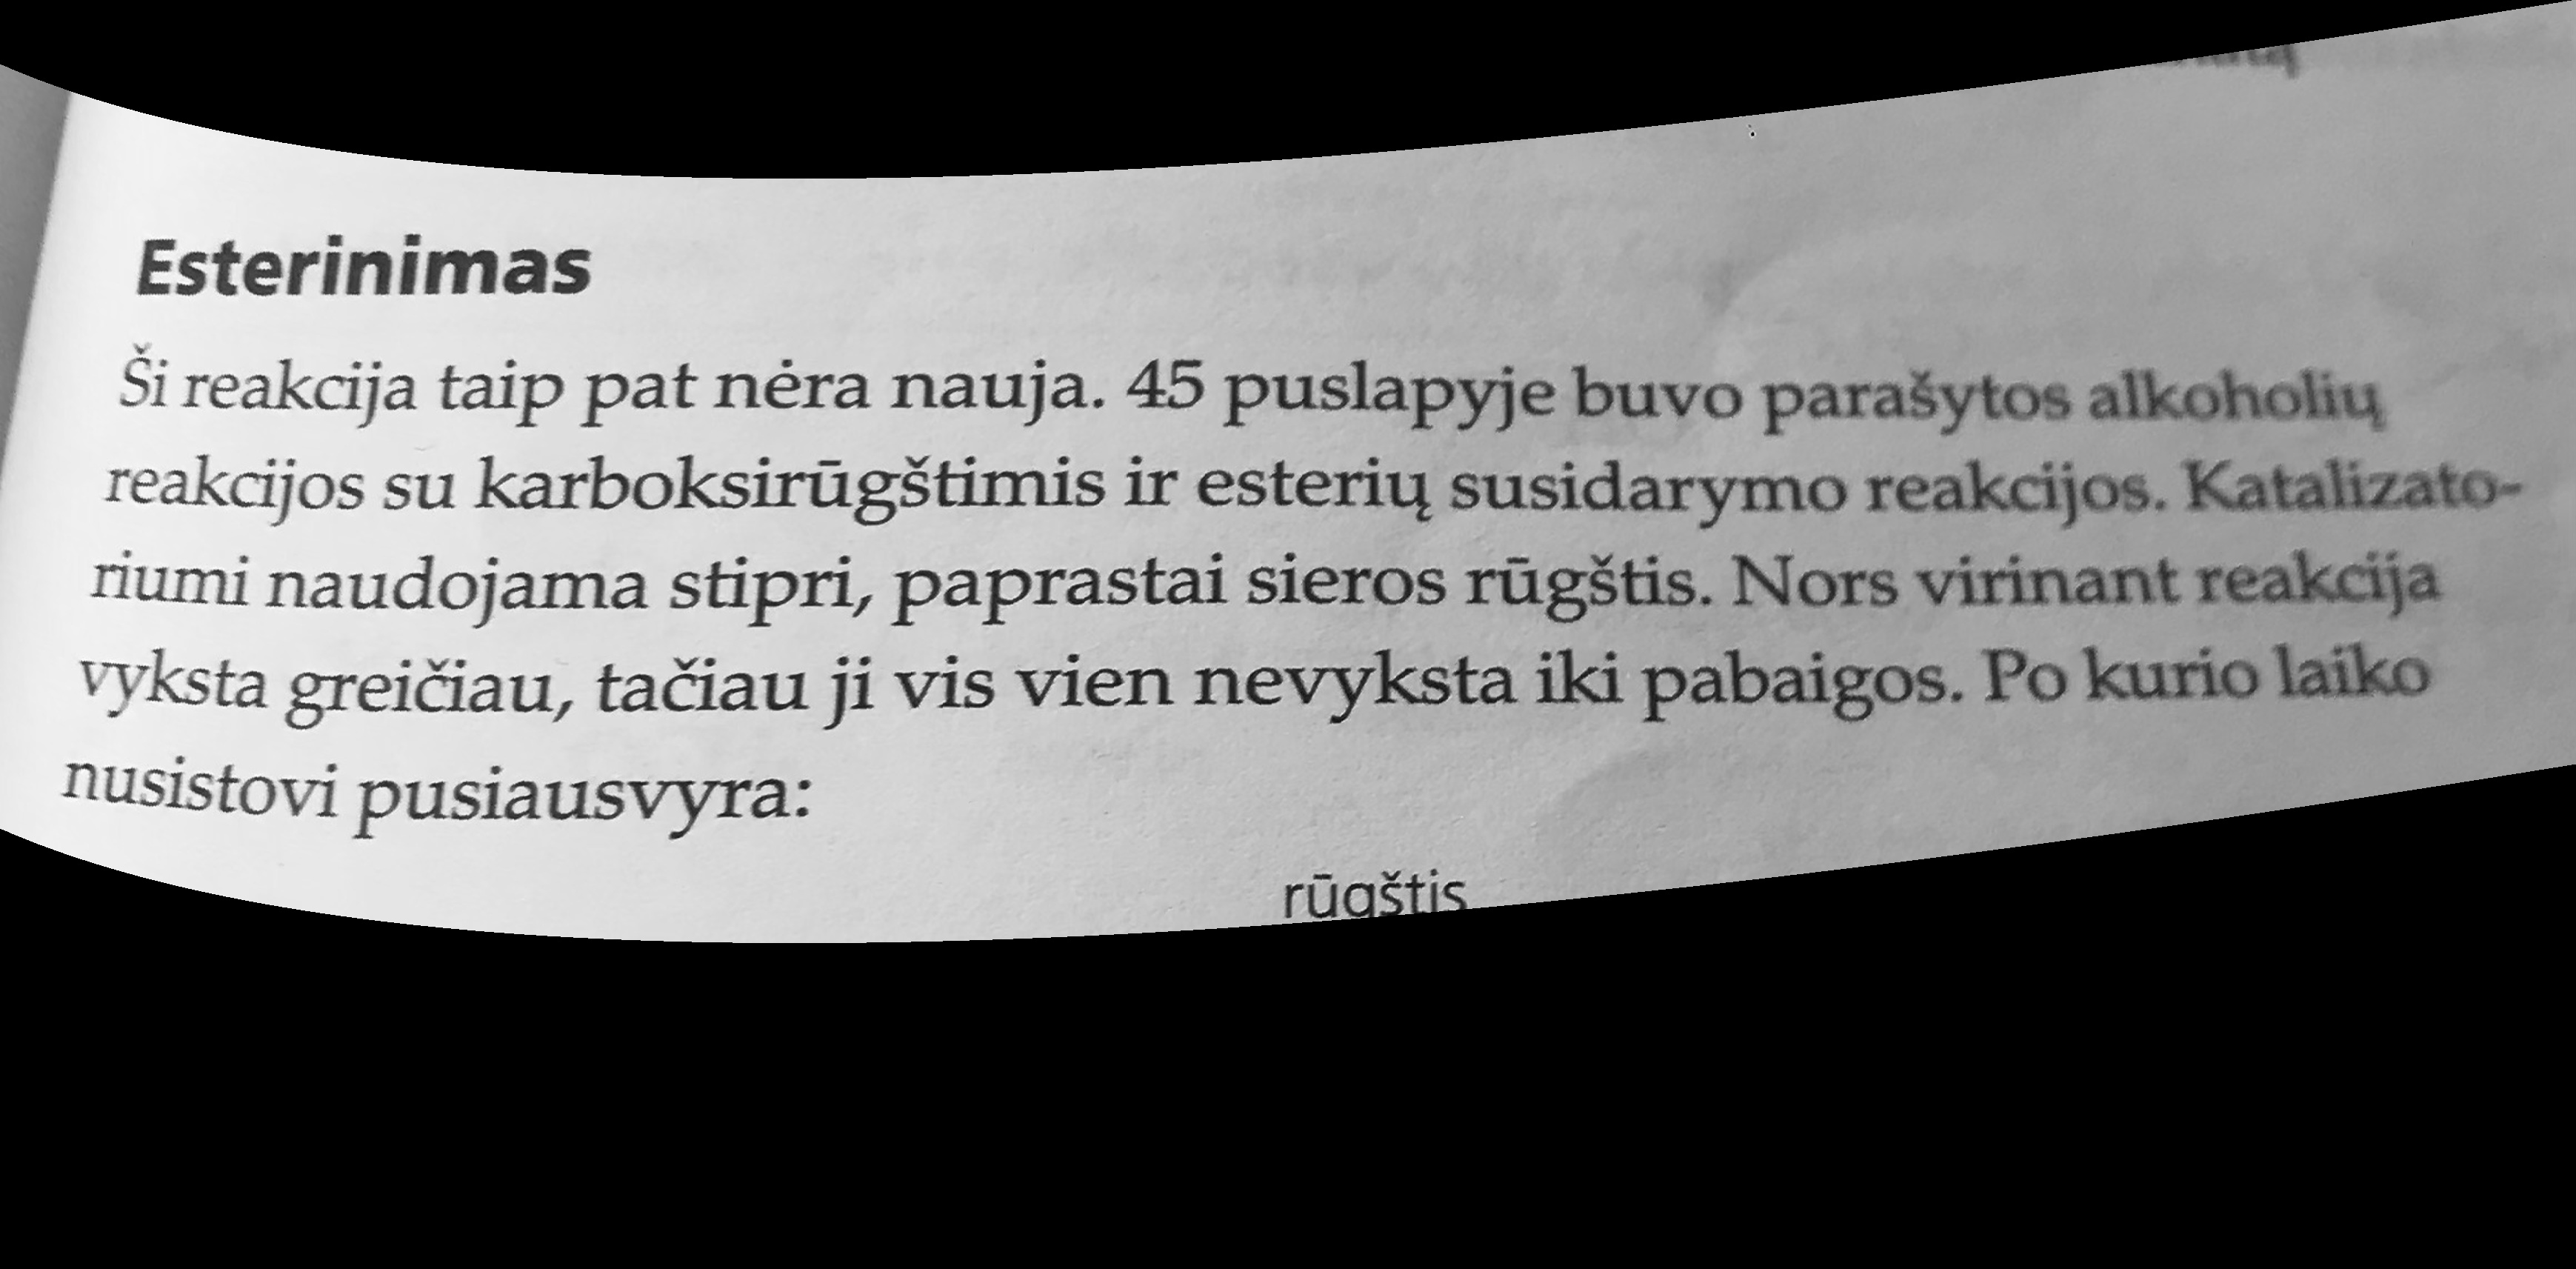 Esterinimas
Ši reakcija taip pat nėra nauja. 45 puslapyje buvo parašytos alkoholių
reakcijos su karboksirūgštimis ir esterių susidarymo reakcijos. Katalizato-
riumi naudojama stipri, paprastai sieros rūgštis. Nors virinant reakcija
vyksta greičiau, tačiau ji vis vien nevyksta iki pabaigos. Po kurio laiko
nusistovi pusiausvyra:
rūgštis